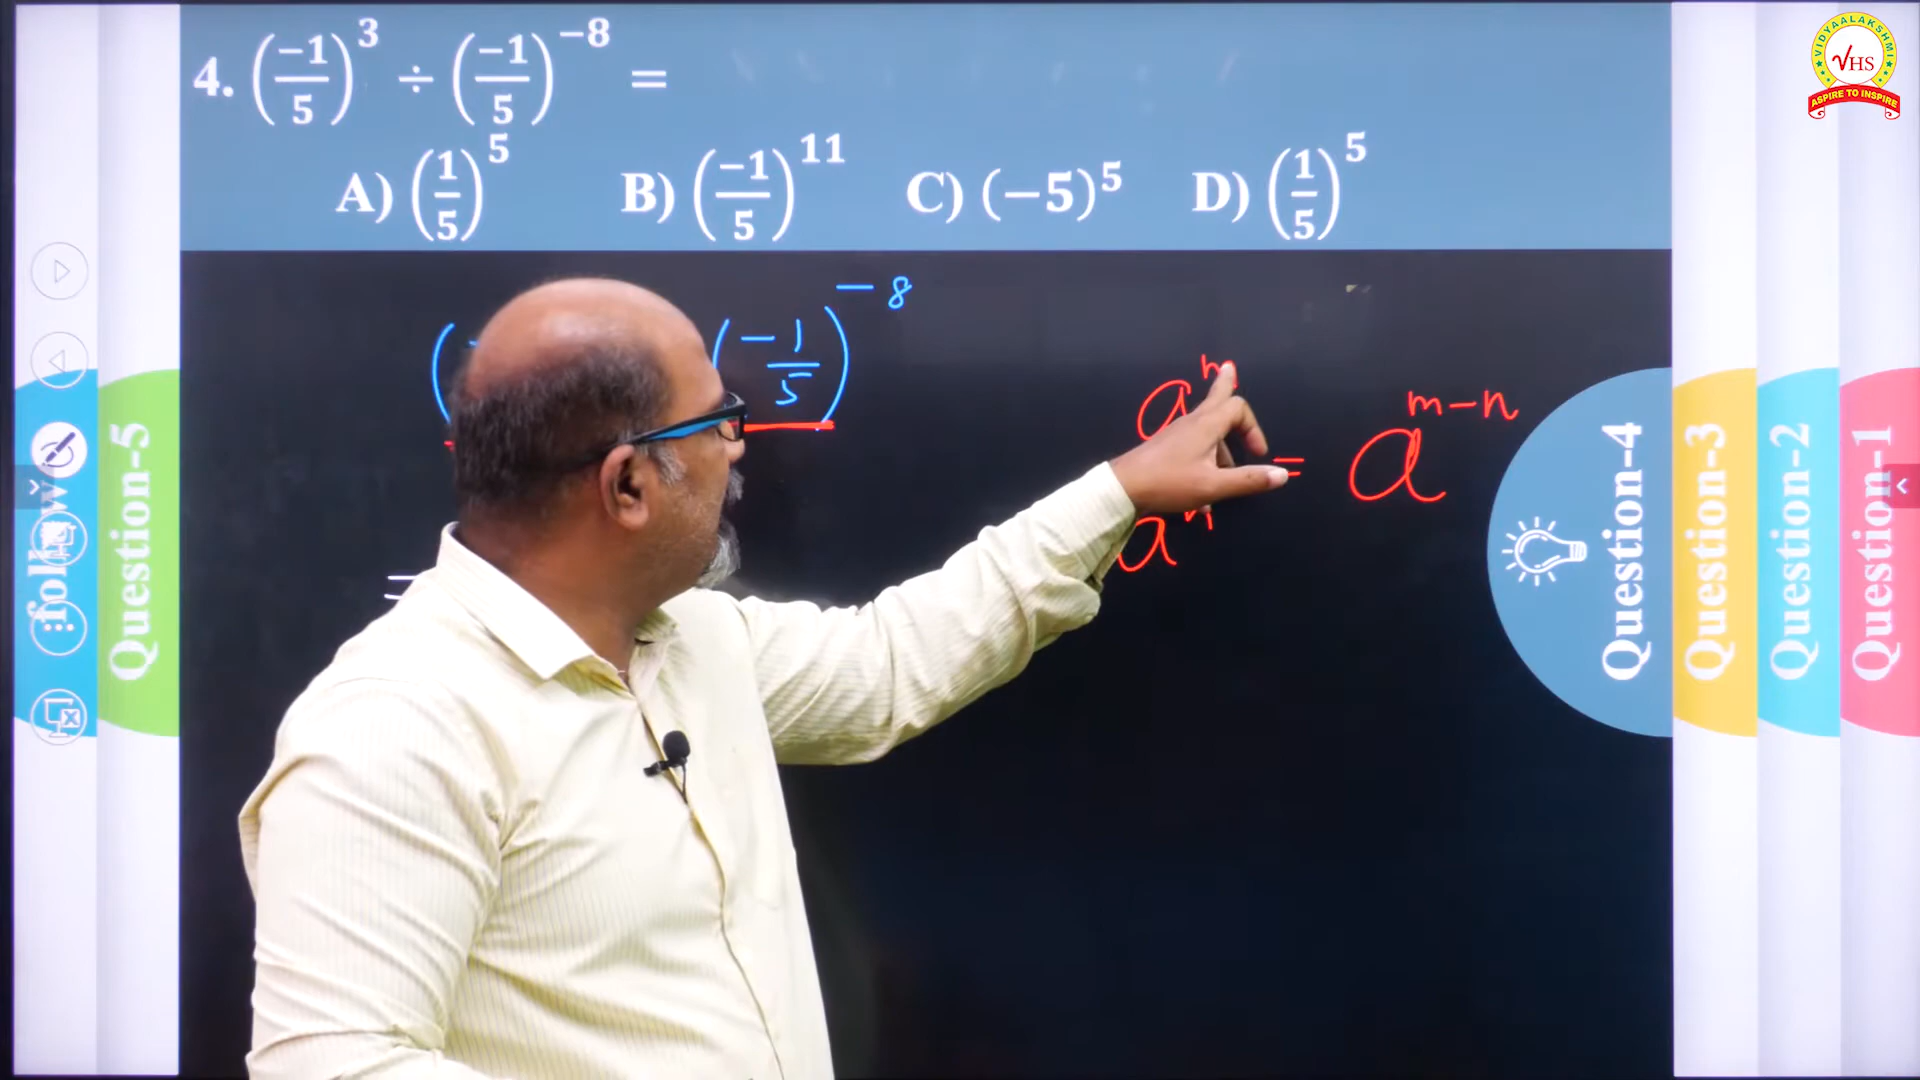 4. (-1/5)^3 ÷ (-1/5)^-8 =
A) (1/5)^5 B) (-1/5)^11 C) (-5)^5 D) (1/5)^5
VIDYAALAKSHMI
VHS
ASPIRE TO INSPIRE
( (-1/5)^-8
a^m
= a^m-n
a^n
=
:follow
Question-5
Question-4
Question-3
Question-2
Question-1